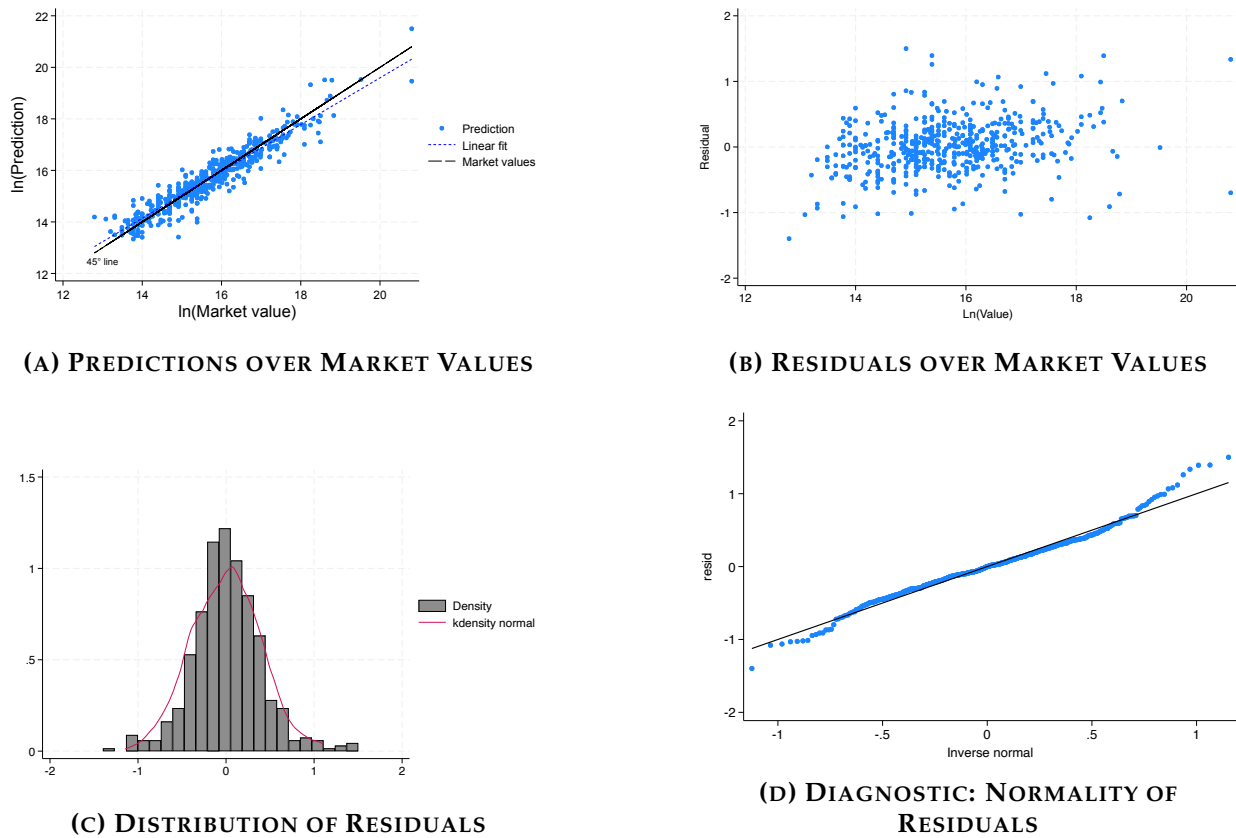 22
20
18
16
14
12
ln(Prediction)
45° line
12 14 16 18 20
ln(Market value)
Prediction
Linear fit
Market values
(A) PREDICTIONS OVER MARKET VALUES
2
1
0
-1
-2
Residual
12 14 16 18 20
Ln(Value)
(B) RESIDUALS OVER MARKET VALUES
1.5
1
.5
0
-2 -1 0 1 2
Density
kdensity normal
(C) DISTRIBUTION OF RESIDUALS
2
1
0
-1
-2
resid
-1 -.5 0 .5 1
Inverse normal
(D) DIAGNOSTIC: NORMALITY OF
RESIDUALS